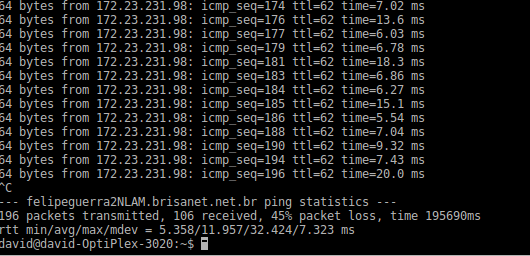 64 bytes from 172.23.231.98: icmp_seq=174 ttl=62 time=7.02 ms
64 bytes from 172.23.231.98: icmp_seq=176 ttl=62 time=13.6 ms
64 bytes from 172.23.231.98: icmp_seq=177 ttl=62 time=6.03 ms
64 bytes from 172.23.231.98: icmp_seq=179 ttl=62 time=6.78 ms
64 bytes from 172.23.231.98: icmp_seq=181 ttl=62 time=18.3 ms
64 bytes from 172.23.231.98: icmp_seq=183 ttl=62 time=6.86 ms
64 bytes from 172.23.231.98: icmp_seq=184 ttl=62 time=6.27 ms
64 bytes from 172.23.231.98: icmp_seq=185 ttl=62 time=15.1 ms
64 bytes from 172.23.231.98: icmp_seq=186 ttl=62 time=5.54 ms
64 bytes from 172.23.231.98: icmp_seq=188 ttl=62 time=7.04 ms
64 bytes from 172.23.231.98: icmp_seq=190 ttl=62 time=9.32 ms
64 bytes from 172.23.231.98: icmp_seq=194 ttl=62 time=7.43 ms
64 bytes from 172.23.231.98: icmp_seq=196 ttl=62 time=20.0 ms
^C
--- felipeguerra2NLAM.brisanet.net.br ping statistics ---
196 packets transmitted, 106 received, 45% packet loss, time 195690ms
rtt min/avg/max/mdev = 5.358/11.957/32.424/7.323 ms
david@david-OptiPlex-3020:~$